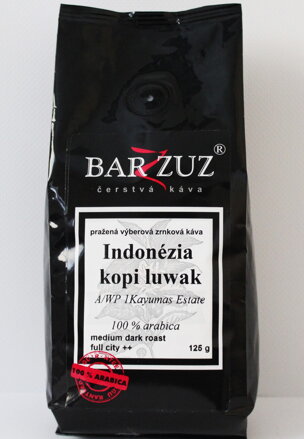 BARZZUZ®
čerstvá káva
pražená výberová zrnková káva
Indonézia
kopi luwak
A/WP 1Kayumas Estate
100 % arabica
medium dark roast
full city ++ 125 g
100 % ARABICA